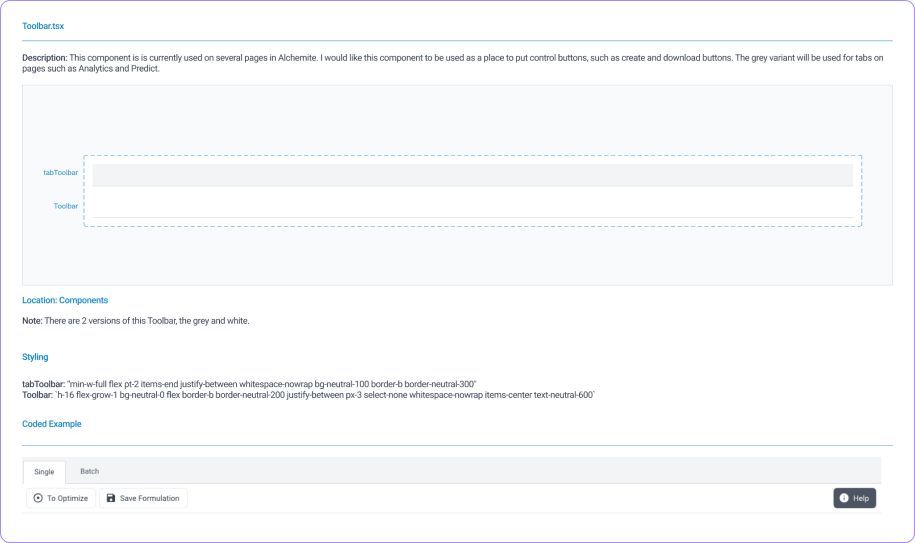 Toolbar.tsx
Description: This component is is currently used on several pages in Alchemite. I would like this component to be used as a place to put control buttons, such as create and download buttons. The grey variant will be used for tabs on
pages such as Analytics and Predict.
tabToolbar
Toolbar
Location: Components
Note: There are 2 versions of this Toolbar, the grey and white.
Styling
tabToolbar: "min-w-full flex pt-2 items-end justify-between whitespace-nowrap bg-neutral-100 border-b border-neutral-300"
Toolbar: `h-16 flex-grow-1 bg-neutral-0 flex border-b border-neutral-200 justify-between px-3 select-none whitespace-nowrap items-center text-neutral-600`
Coded Example
Single Batch
To Optimize Save Formulation Help